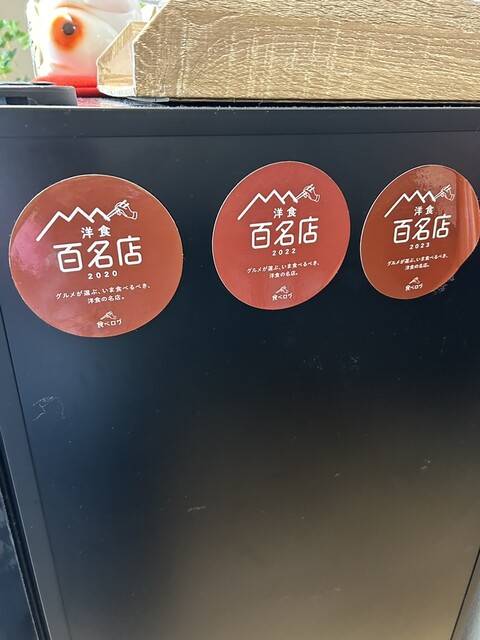 洋食
百名店
2020
グルメが選ぶ、いま食べるべき、
洋食の名店。
食べログ
洋食
百名店
2022
グルメが選ぶ、いま食べるべき、
洋食の名店。
食べログ
洋食
百名店
2023
グルメが選ぶ、いま食べるべき、
洋食の名店。
食べログ